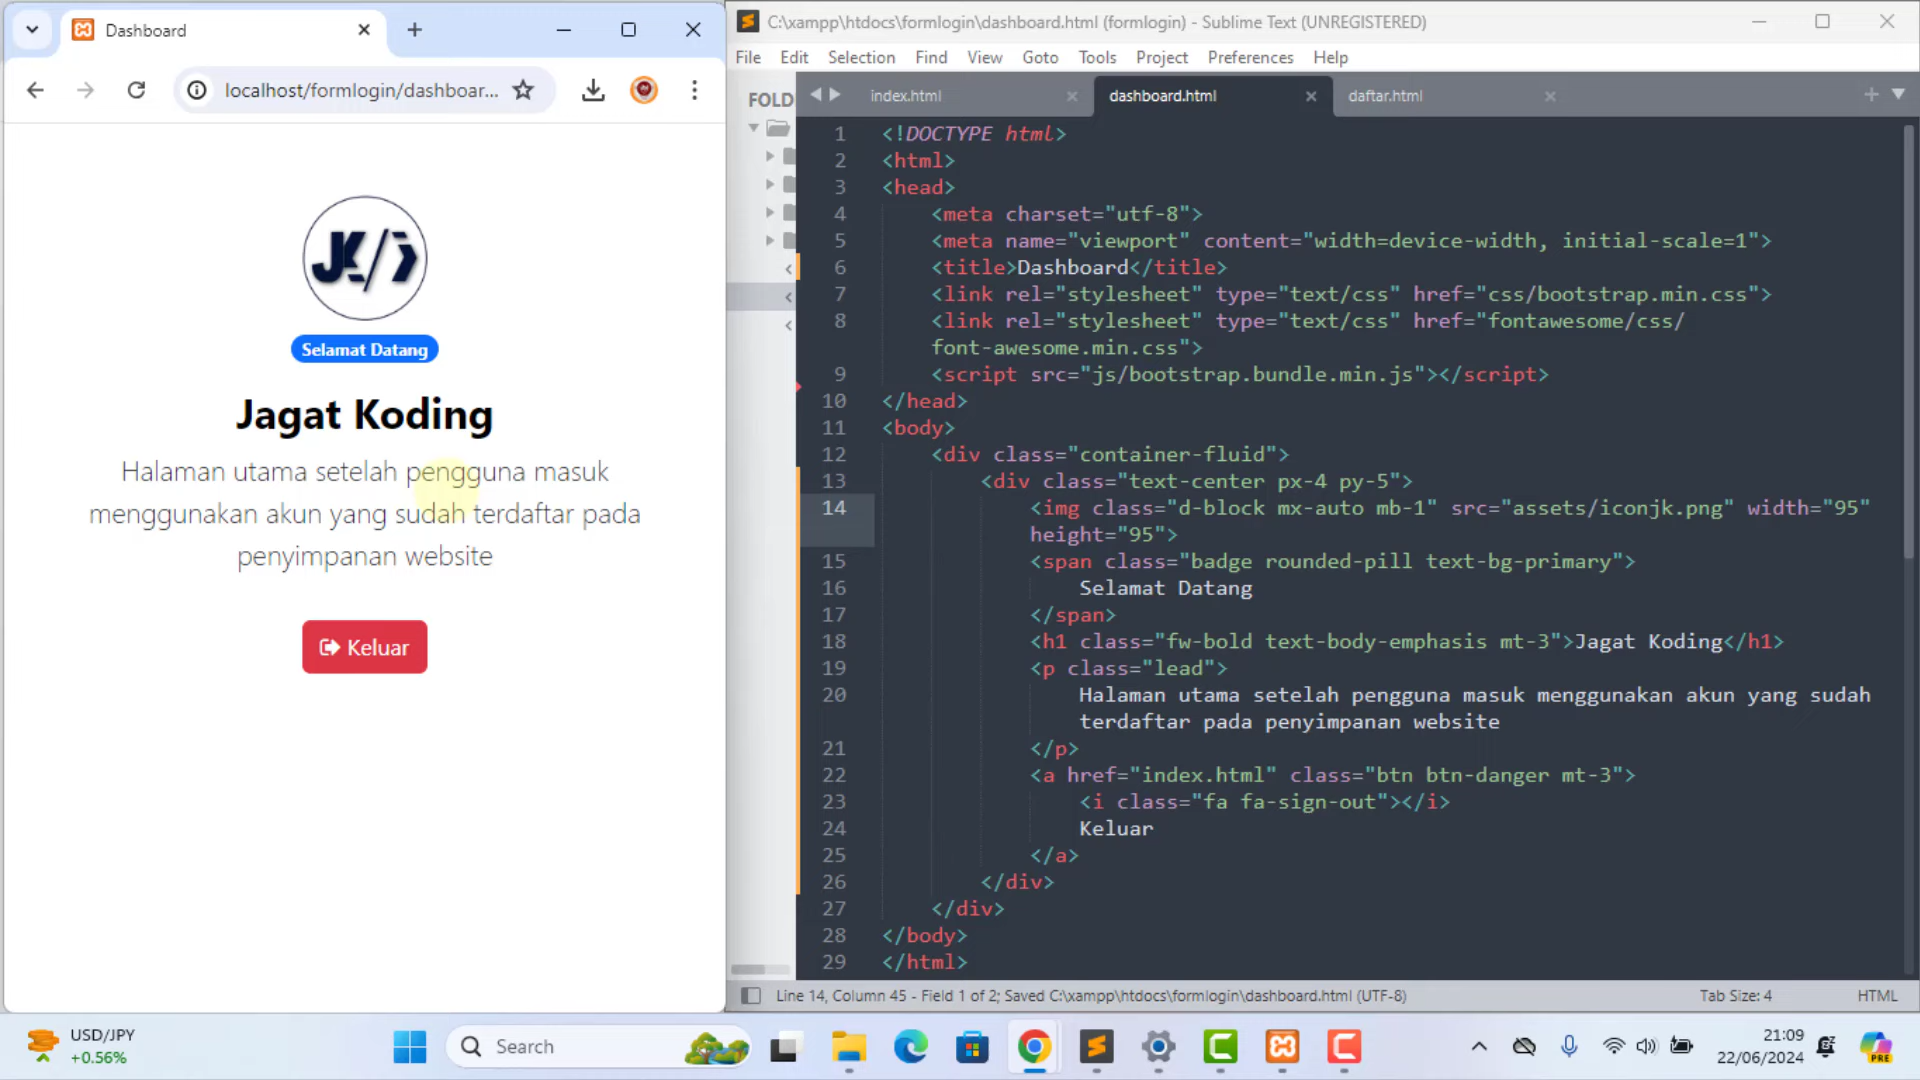 Dashboard
localhost/formlogin/dashboar...
JK
Selamat Datang
Jagat Koding
Halaman utama setelah pengguna masuk
menggunakan akun yang sudah terdaftar pada
penyimpanan website
Keluar
C:\xampp\htdocs\formlogin\dashboard.html (formlogin) - Sublime Text (UNREGISTERED)
File Edit Selection Find View Goto Tools Project Preferences Help
FOLD
index.html dashboard.html daftar.html
1 <!DOCTYPE html>
2 <html>
3 <head>
4 <meta charset="utf-8">
5 <meta name="viewport" content="width=device-width, initial-scale=1">
6 <title>Dashboard</title>
7 <link rel="stylesheet" type="text/css" href="css/bootstrap.min.css">
8 <link rel="stylesheet" type="text/css" href="fontawesome/css/
font-awesome.min.css">
9 <script src="js/bootstrap.bundle.min.js"></script>
10 </head>
11 <body>
12 <div class="container-fluid">
13 <div class="text-center px-4 py-5">
14 <img class="d-block mx-auto mb-1" src="assets/iconjk.png" width="95"
height="95">
15 <span class="badge rounded-pill text-bg-primary">
16 Selamat Datang
17 </span>
18 <h1 class="fw-bold text-body-emphasis mt-3">Jagat Koding</h1>
19 <p class="lead">
20 Halaman utama setelah pengguna masuk menggunakan akun yang sudah
terdaftar pada penyimpanan website
21 </p>
22 <a href="index.html" class="btn btn-danger mt-3">
23 <i class="fa fa-sign-out"></i>
24 Keluar
25 </a>
26 </div>
27 </div>
28 </body>
29 </html>
Line 14, Column 45 - Field 1 of 2; Saved C:\xampp\htdocs\formlogin\dashboard.html (UTF-8) Tab Size: 4 HTML
USD/JPY
+0.56%
Search
21:09
22/06/2024
PRE